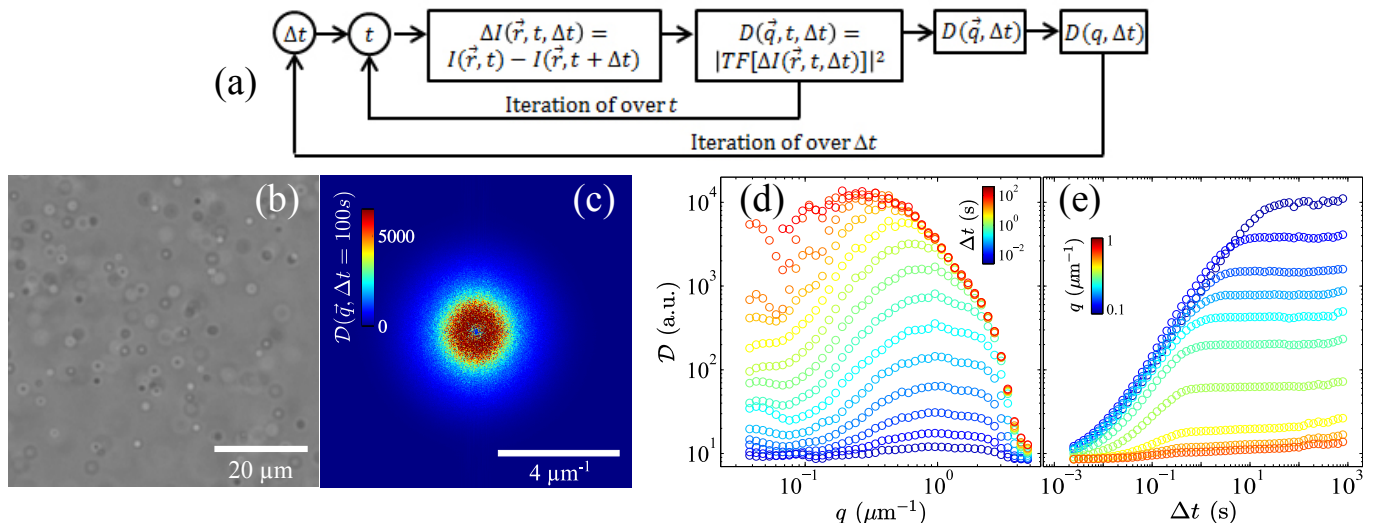 (a)
Δt
t
ΔI(r⃗, t, Δt) =
I(r⃗, t) − I(r⃗, t + Δt)
D(q⃗, t, Δt) =
|TF[ΔI(r⃗, t, Δt)]|²
D(q⃗, Δt)
D(q, Δt)
Iteration of over t
Iteration of over Δt
(b)
20 μm
(c)
𝒟(q⃗, Δt = 100s)
5000
0
4 μm⁻¹
(d)
𝒟 (a.u.)
10⁴
10³
10²
10¹
10⁻¹
10⁰
q (μm⁻¹)
Δt (s)
10²
10⁰
10⁻²
(e)
q (μm⁻¹)
1
0.1
10⁻³
10⁻¹
10¹
10³
Δt (s)